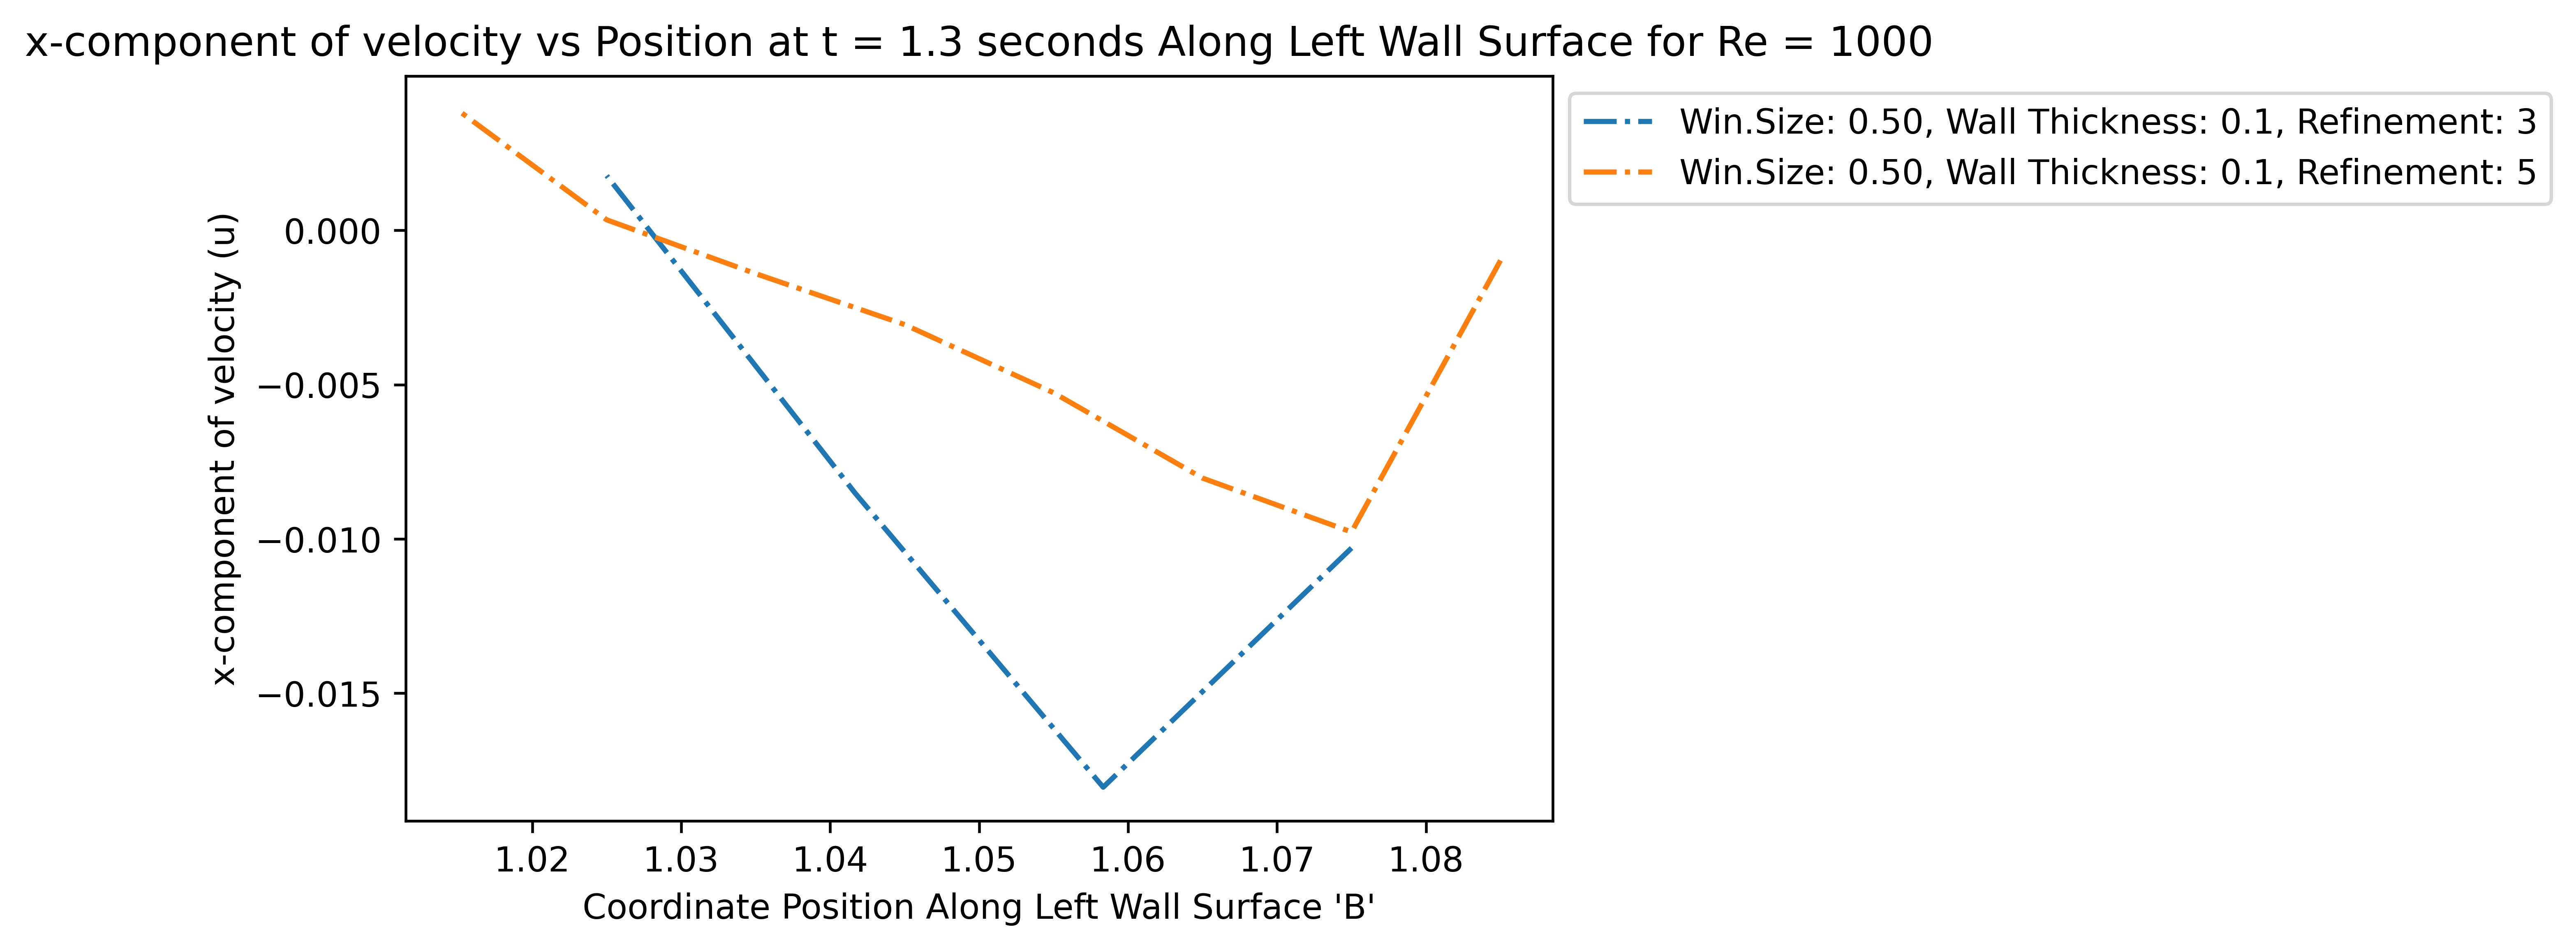 x-component of velocity vs Position at t = 1.3 seconds Along Left Wall Surface for Re = 1000
Win.Size: 0.50, Wall Thickness: 0.1, Refinement: 3
Win.Size: 0.50, Wall Thickness: 0.1, Refinement: 5
x-component of velocity (u)
0.000
−0.005
−0.010
−0.015
1.02 1.03 1.04 1.05 1.06 1.07 1.08
Coordinate Position Along Left Wall Surface 'B'